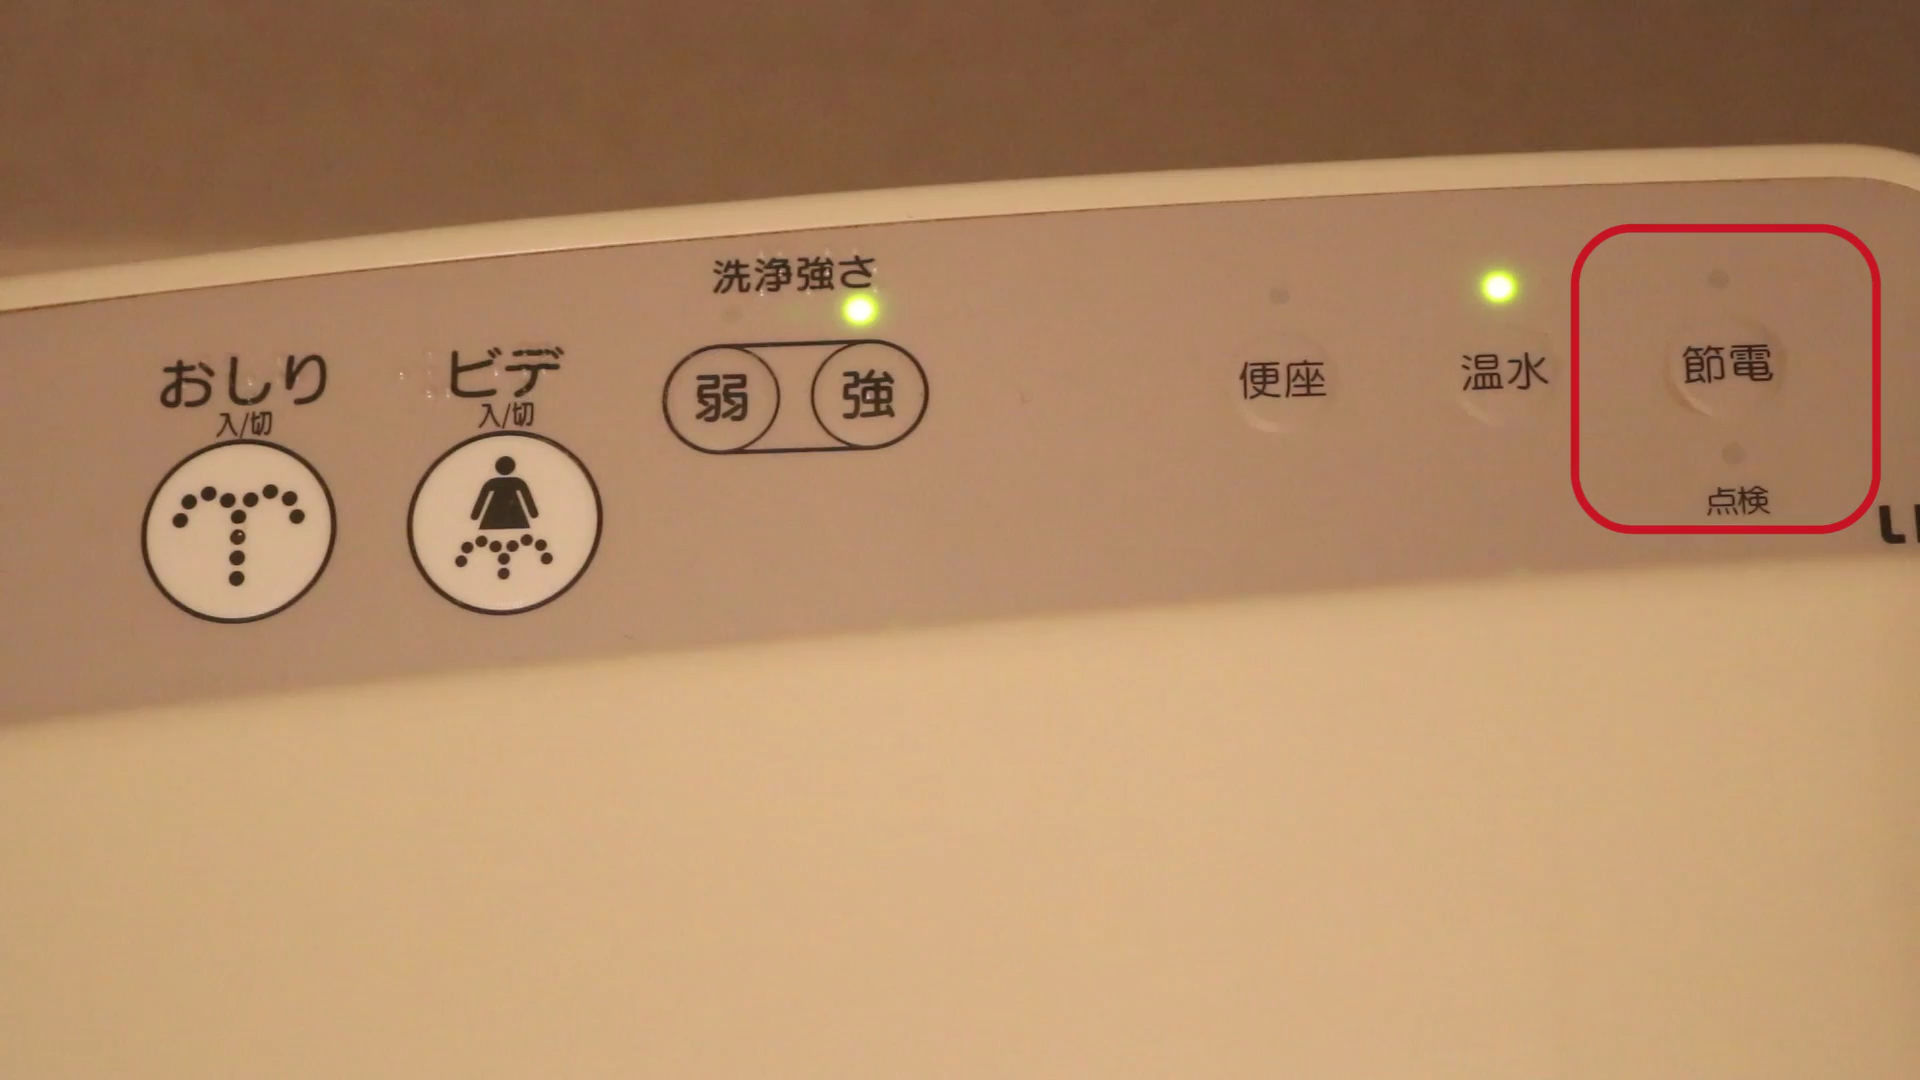 洗浄強さ
おしり
入/切
ビデ
入/切
弱 強
便座
温水
節電
点検